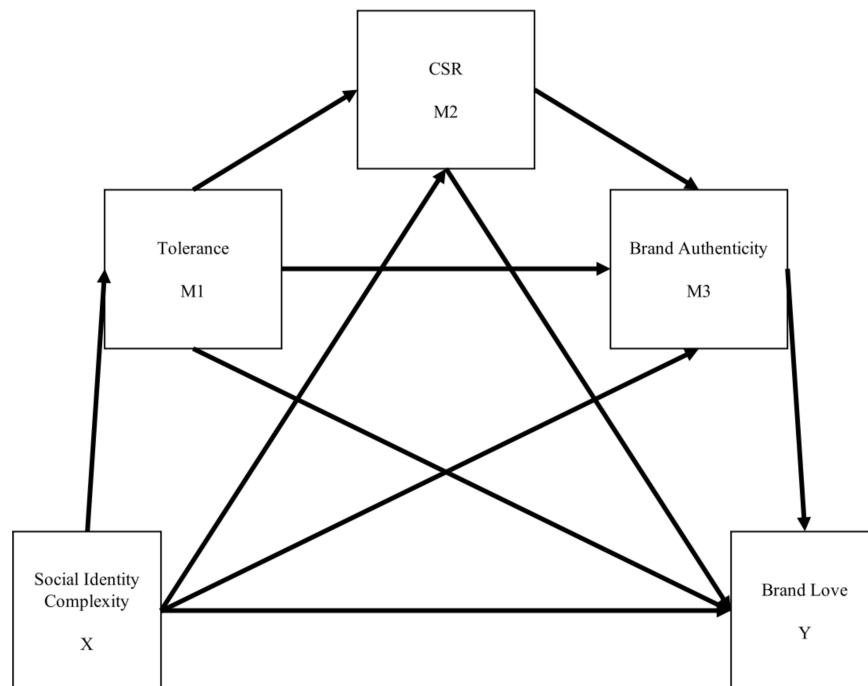 CSR
M2
Tolerance
M1
Brand Authenticity
M3
Social Identity
Complexity
X
Brand Love
Y